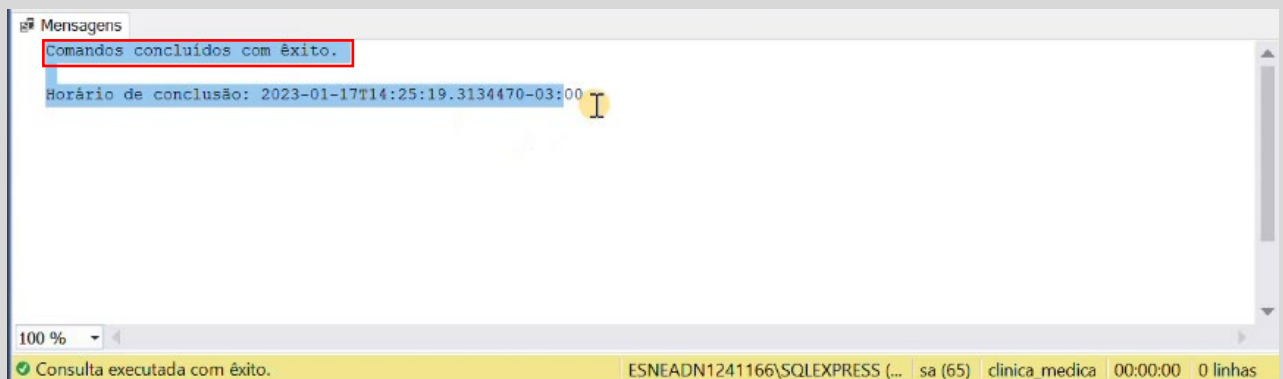 Mensagens
Comandos concluídos com êxito.
Horário de conclusão: 2023-01-17T14:25:19.3134470-03:00
100 %
Consulta executada com êxito. ESNEADN1241166\SQLEXPRESS (... sa (65) clinica_medica 00:00:00 0 linhas